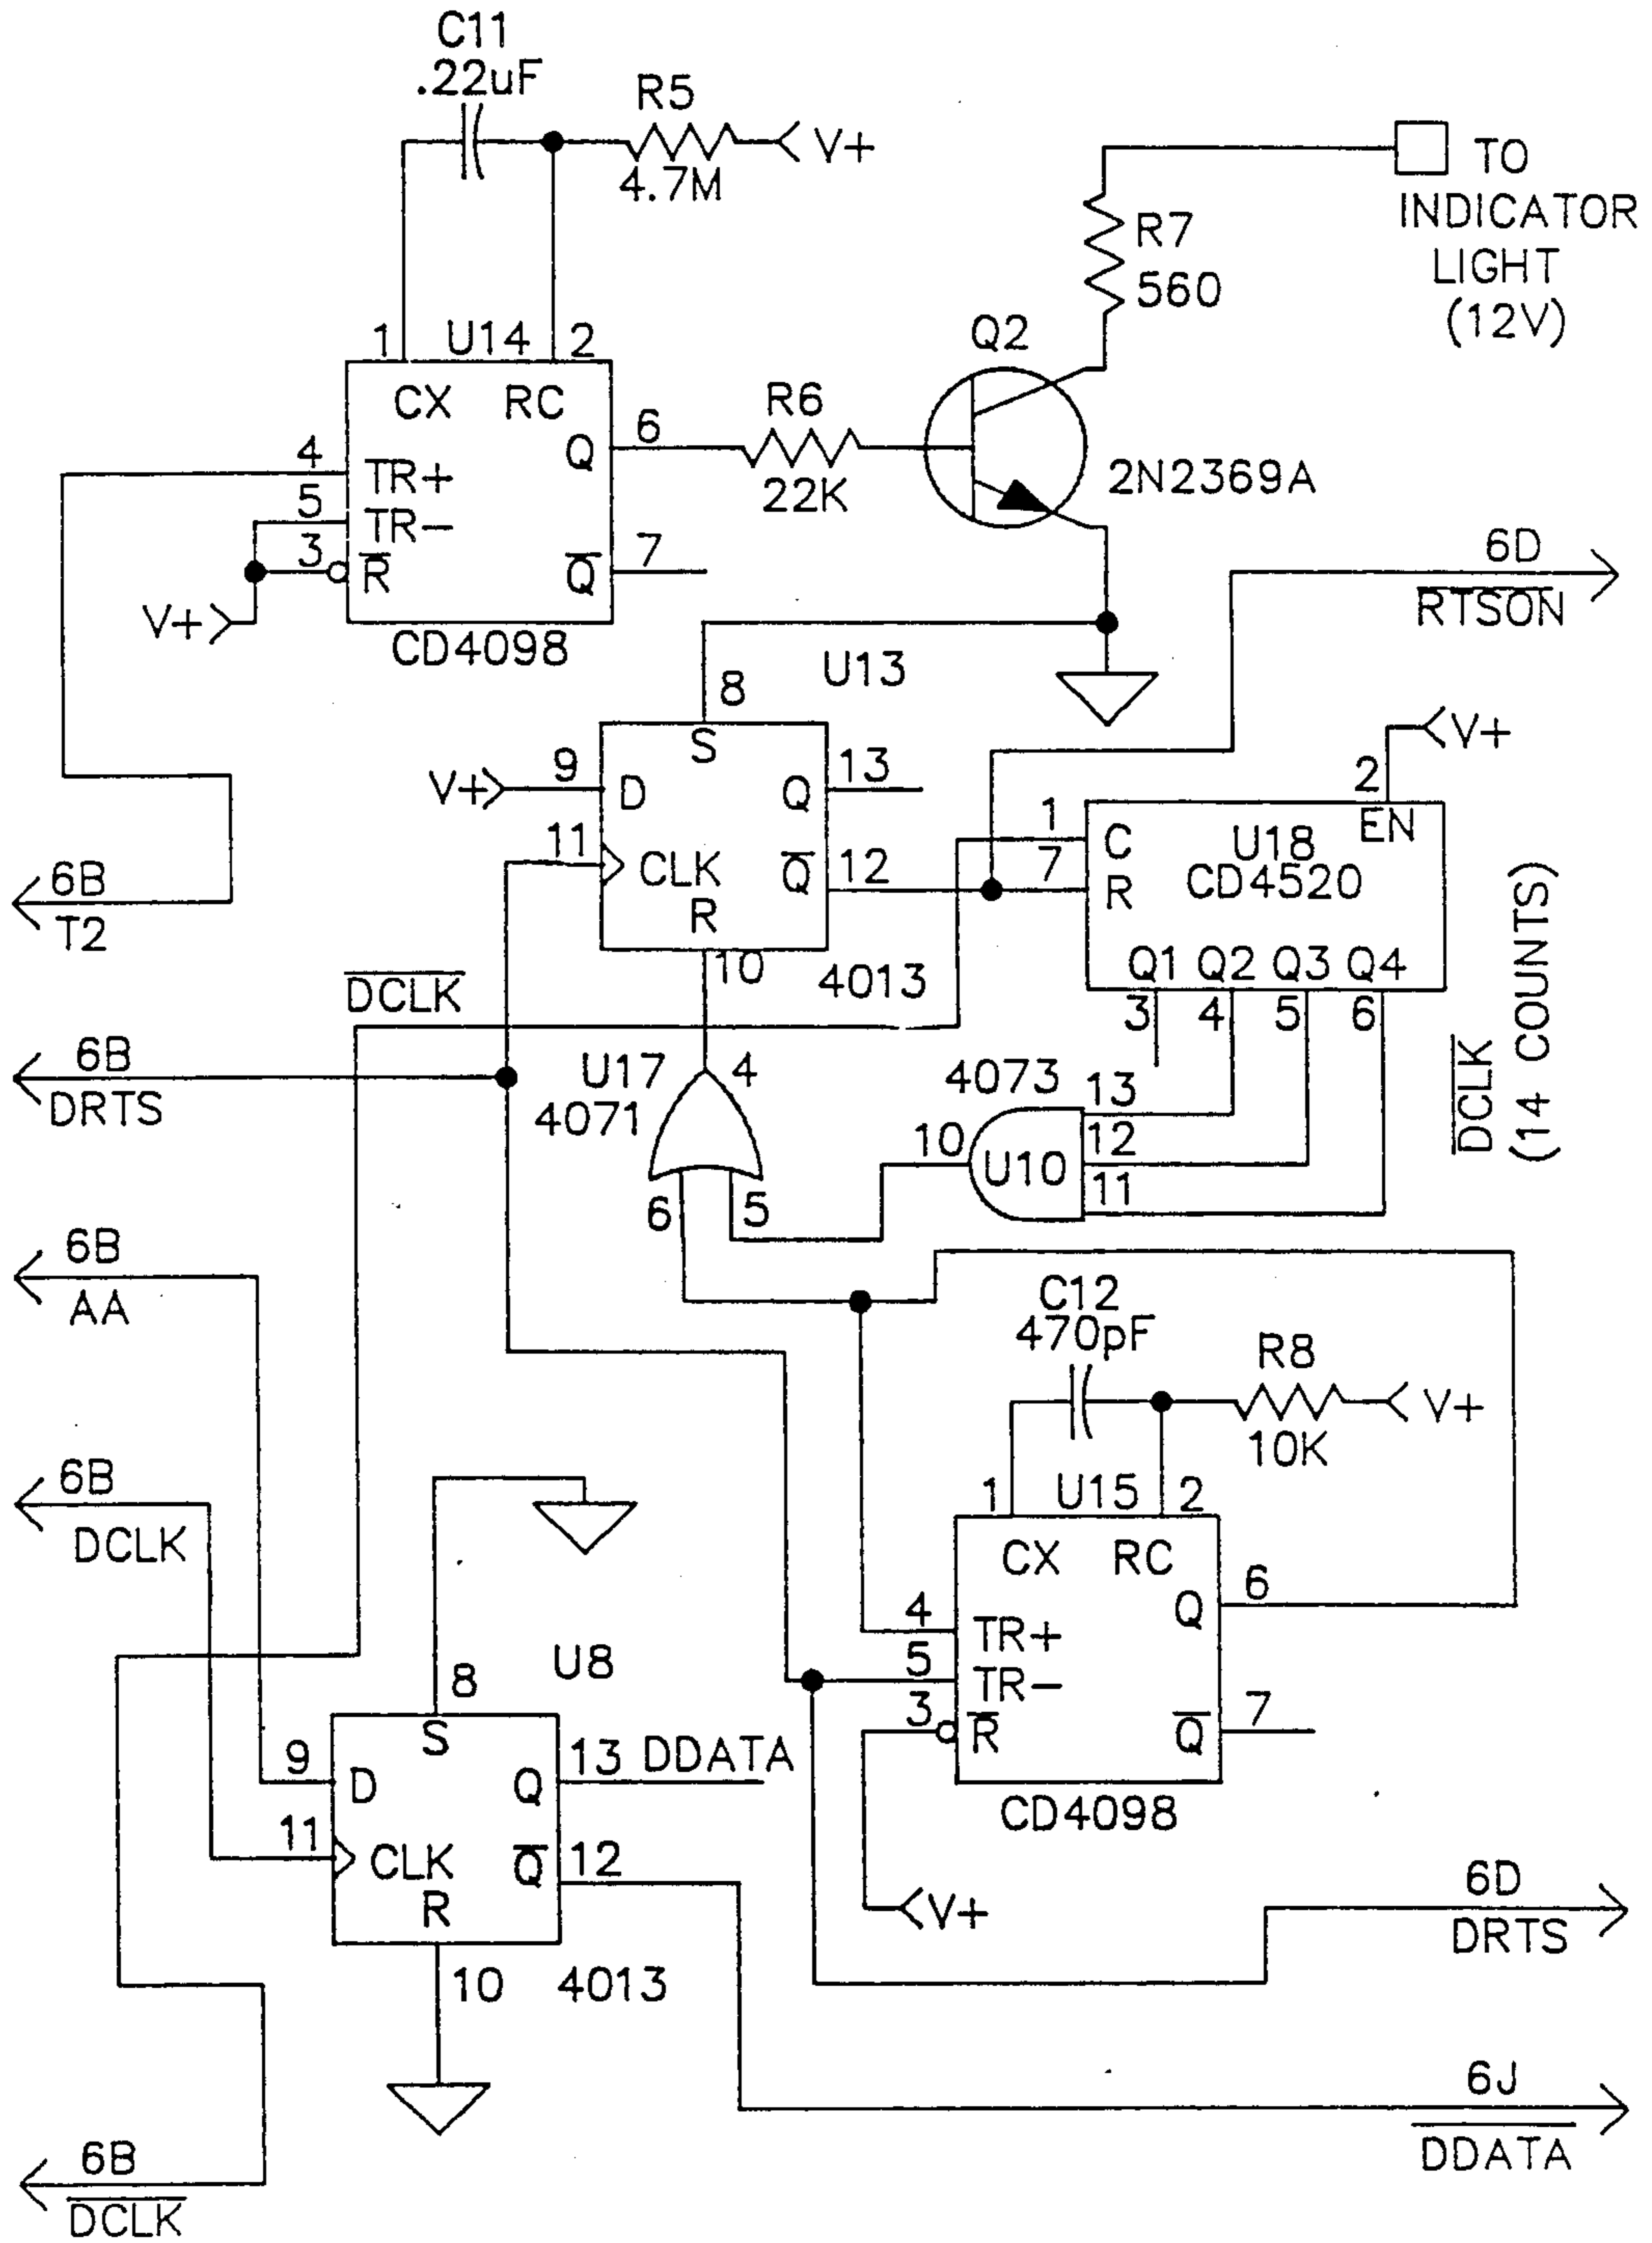 C11
.22uF
R5
4.7M
V+
TO
INDICATOR
LIGHT
(12V)
R7
560
Q2
1
U14
2
CX
RC
R6
22K
6
Q
4
TR+
5
TR-
3
R̅
Q̅
7
V+
CD4098
2N2369A
6D
R̅T̅S̅O̅N̅
U13
8
S
V+
9
D
Q
13
11
CLK
Q̅
12
R
10
4013
V+
2
EN
1
C
7
R
U18
CD4520
Q1
Q2
Q3
Q4
3
4
5
6
D̅C̅L̅K̅
(14 COUNTS)
6B
T2
D̅C̅L̅K̅
6B
DRTS
U17
4071
4
6
5
4073
13
12
11
10
U10
6B
AA
C12
470pF
R8
10K
V+
6B
DCLK
1
U15
2
CX
RC
Q
6
4
TR+
5
TR-
3
R̅
Q̅
7
CD4098
V+
U8
8
S
9
D
Q
13
DDATA
11
CLK
Q̅
12
R
10
4013
6D
DRTS
6J
D̅D̅A̅T̅A̅
6B
D̅C̅L̅K̅